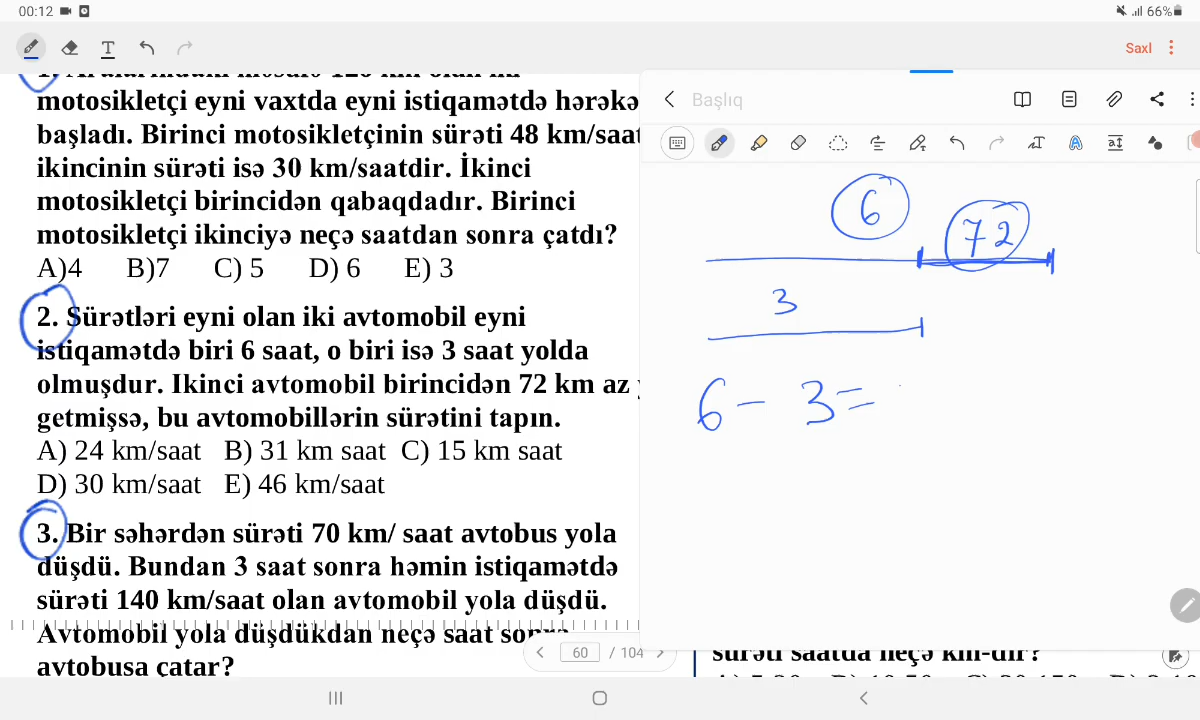 00:12
66%
Saxl
Başlıq
motosikletçi eyni vaxtda eyni istiqamətdə hərəkə
başladı. Birinci motosikletçinin sürəti 48 km/saat
ikincinin sürəti isə 30 km/saatdir. İkinci
motosikletçi birincidən qabaqdadır. Birinci
motosikletçi ikinciyə neçə saatdan sonra çatdı?
A)4 B)7 C) 5 D) 6 E) 3
2. Sürətləri eyni olan iki avtomobil eyni
istiqamətdə biri 6 saat, o biri isə 3 saat yolda
olmuşdur. Ikinci avtomobil birincidən 72 km az
getmişsə, bu avtomobillərin sürətini tapın.
A) 24 km/saat B) 31 km saat C) 15 km saat
D) 30 km/saat E) 46 km/saat
3. Bir səhərdən sürəti 70 km/ saat avtobus yola
düşdü. Bundan 3 saat sonra həmin istiqamətdə
sürəti 140 km/saat olan avtomobil yola düşdü.
Avtomobil yola düşdükdən neçə saat sonra
avtobusa çatar?
6
72
3
6 - 3 =
60 / 104
sürəti saatda neçə km-dir?